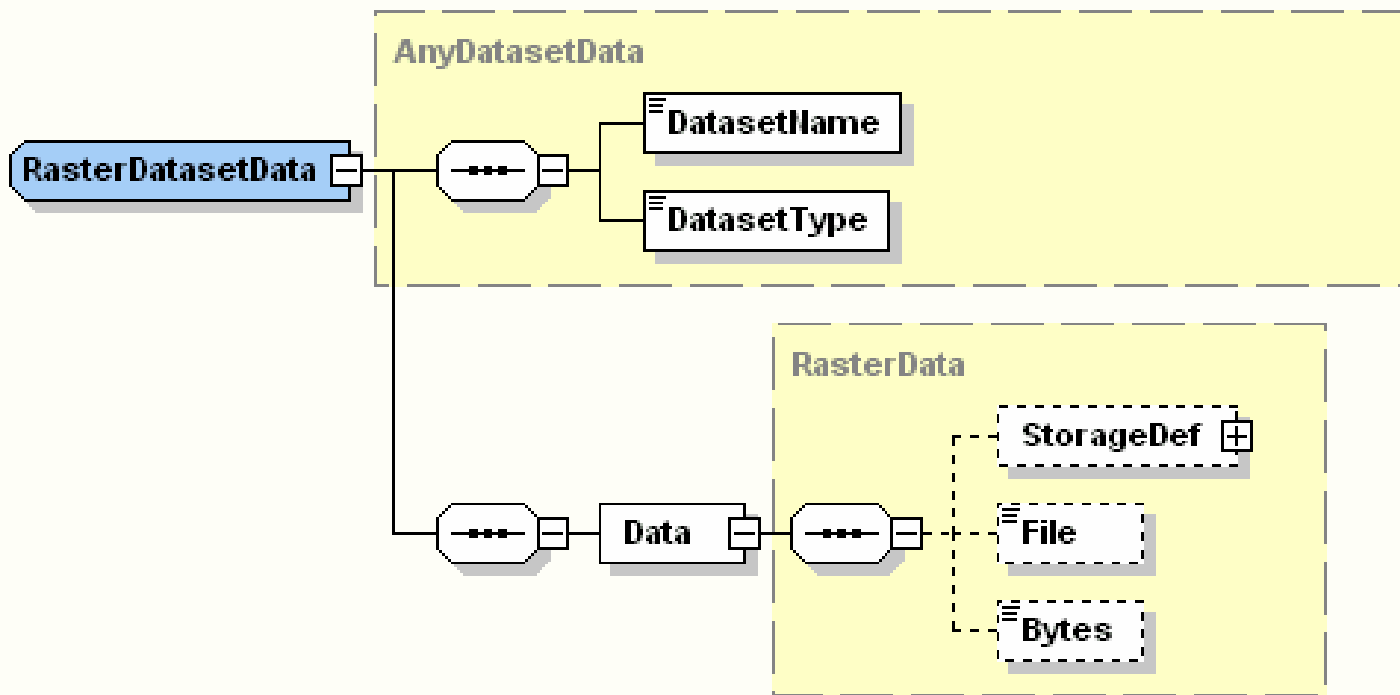 AnyDatasetData
DatasetName
RasterDatasetData
DatasetType
RasterData
StorageDef
Data
File
Bytes